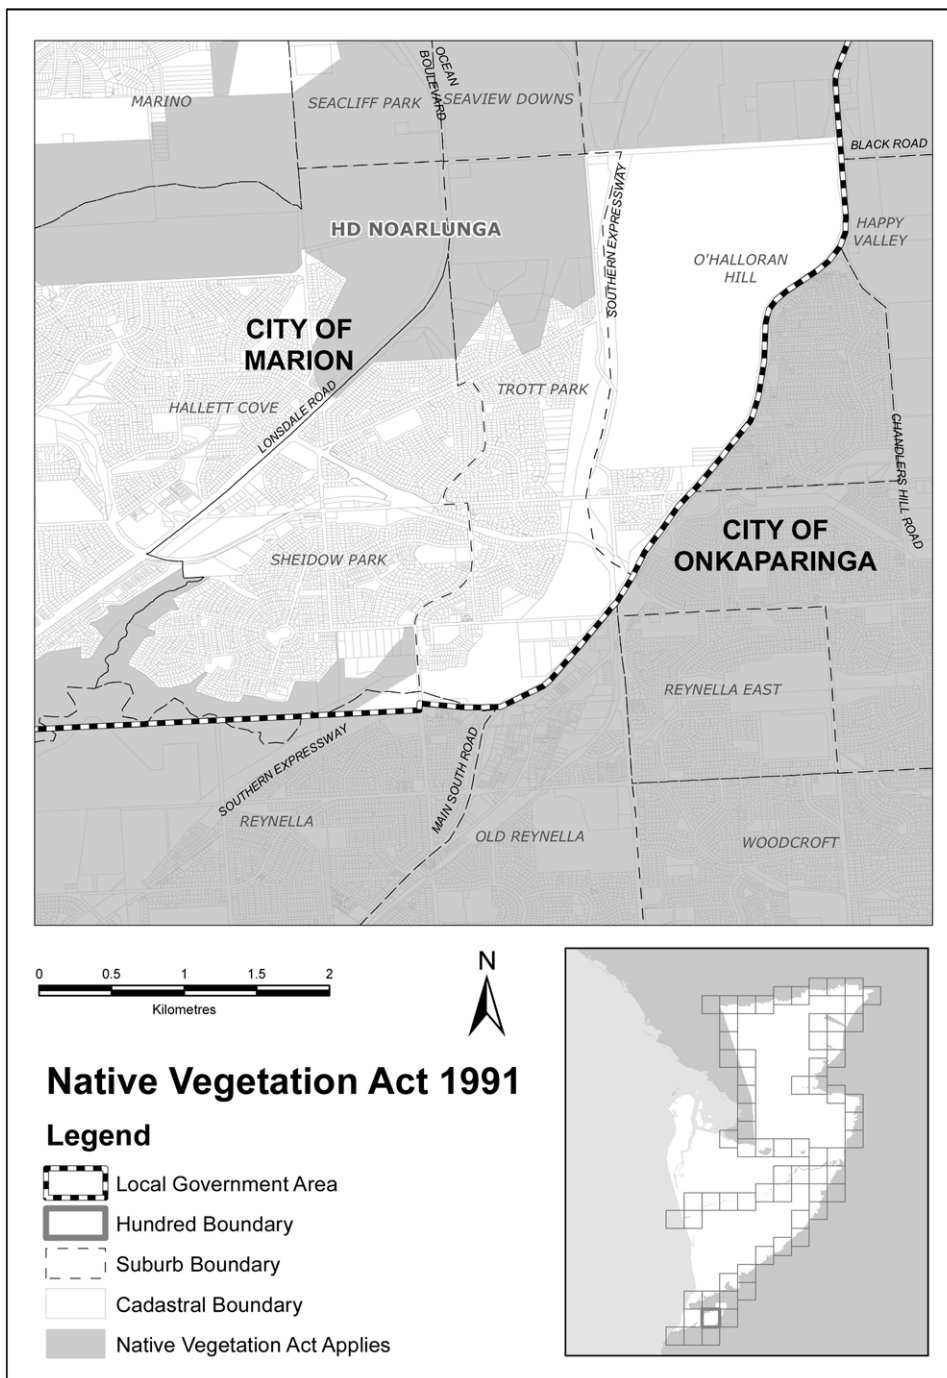 OCEAN
BOULEVARD
MARINO
SEACLIFF PARK
SEAVIEW DOWNS
BLACK ROAD
SOUTHERN EXPRESSWAY
HD NOARLUNGA
HAPPY
VALLEY
O'HALLORAN
HILL
CITY OF
MARION
TROTT PARK
HALLETT COVE
LONSDALE ROAD
CHANDLERS HILL ROAD
CITY OF
ONKAPARINGA
SHEIDOW PARK
REYNELLA EAST
SOUTHERN EXPRESSWAY
MAIN SOUTH ROAD
REYNELLA
OLD REYNELLA
WOODCROFT
0 0.5 1 1.5 2
Kilometres
N
Native Vegetation Act 1991
Legend
Local Government Area
Hundred Boundary
Suburb Boundary
Cadastral Boundary
Native Vegetation Act Applies